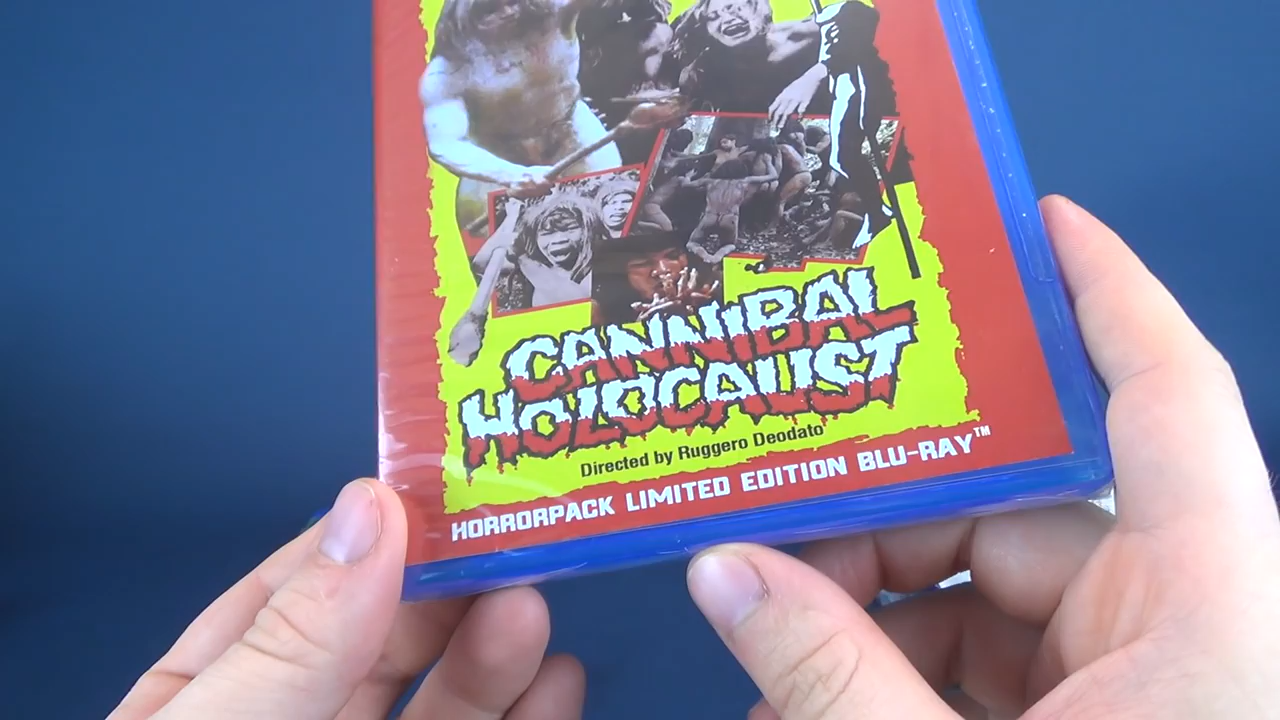 CANNIBAL
HOLOCAUST
Directed by Ruggero Deodato
HORRORPACK LIMITED EDITION BLU-RAY™